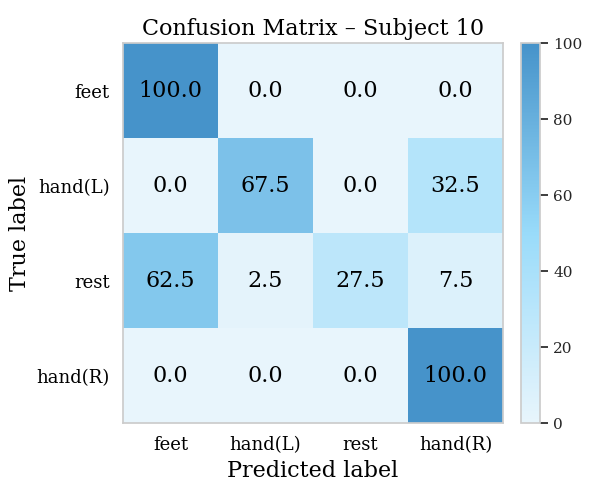 Confusion Matrix – Subject 10
True label
feet 100.0 0.0 0.0 0.0
hand(L) 0.0 67.5 0.0 32.5
rest 62.5 2.5 27.5 7.5
hand(R) 0.0 0.0 0.0 100.0
feet hand(L) rest hand(R)
Predicted label
100
80
60
40
20
0